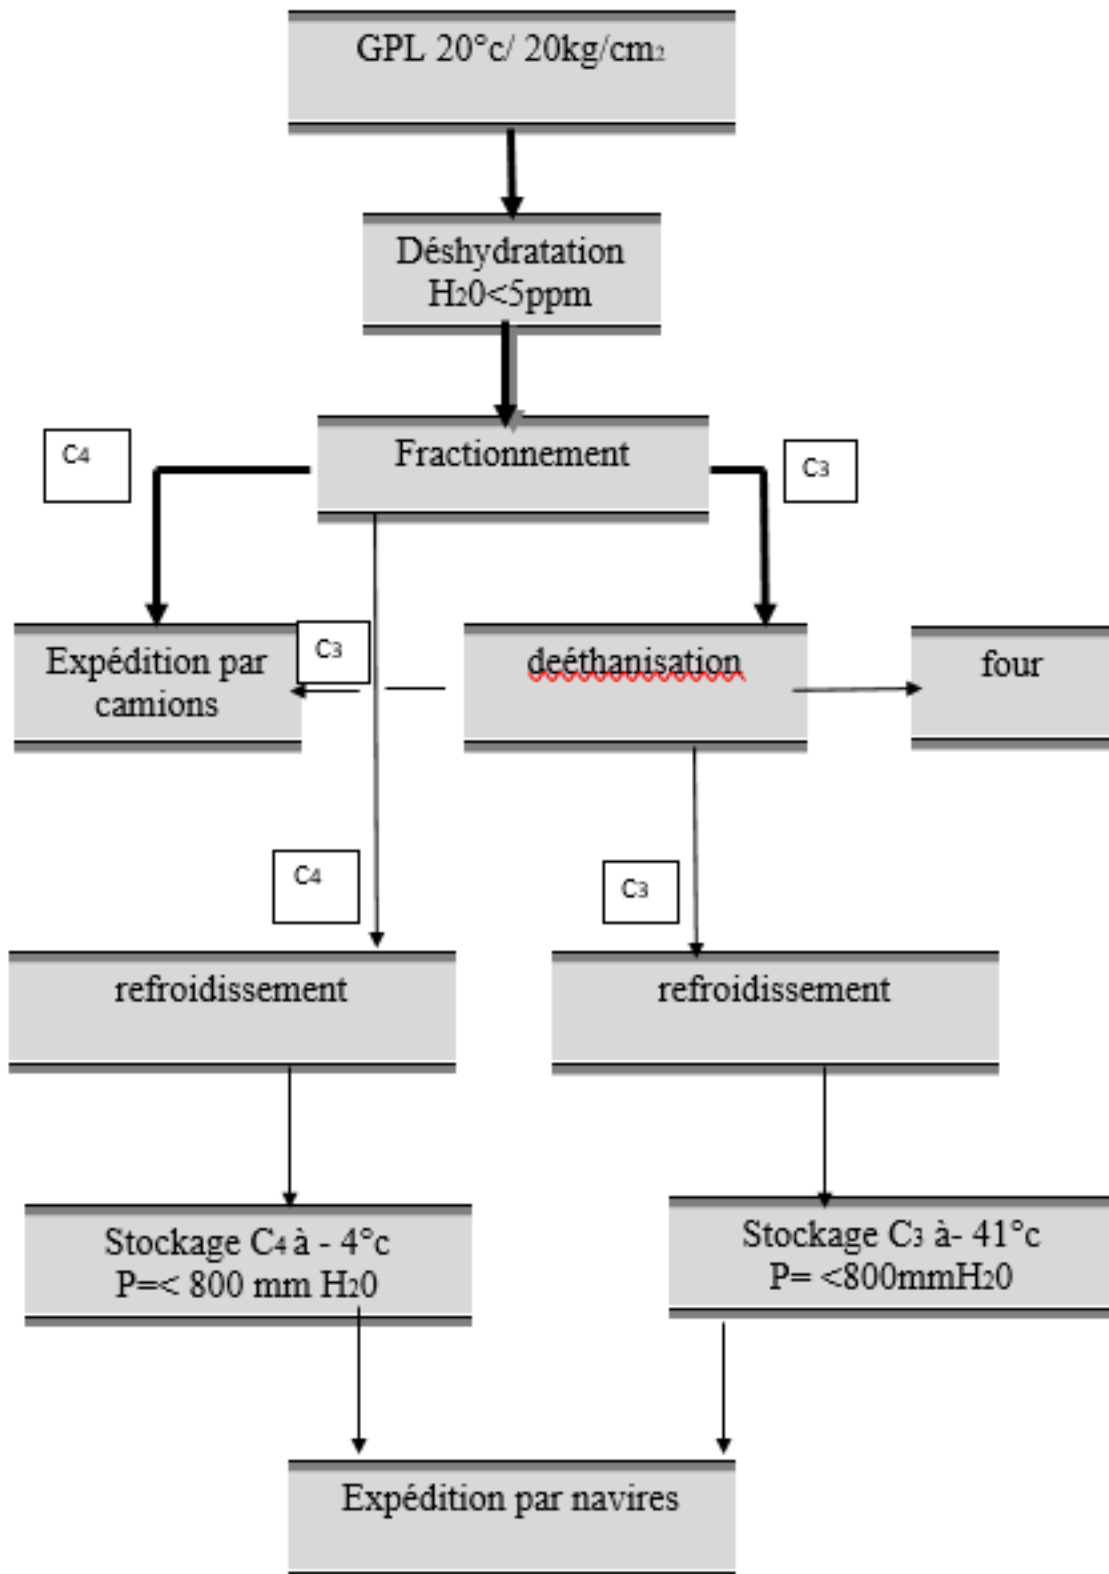 GPL 20°c/ 20kg/cm2
Déshydratation
H20<5ppm
Fractionnement
C4
C3
Expédition par
camions
C3
deéthanisation
four
C4
C3
refroidissement
refroidissement
Stockage C4 à - 4°c
P=< 800 mm H20
Stockage C3 à- 41°c
P= <800mmH20
Expédition par navires